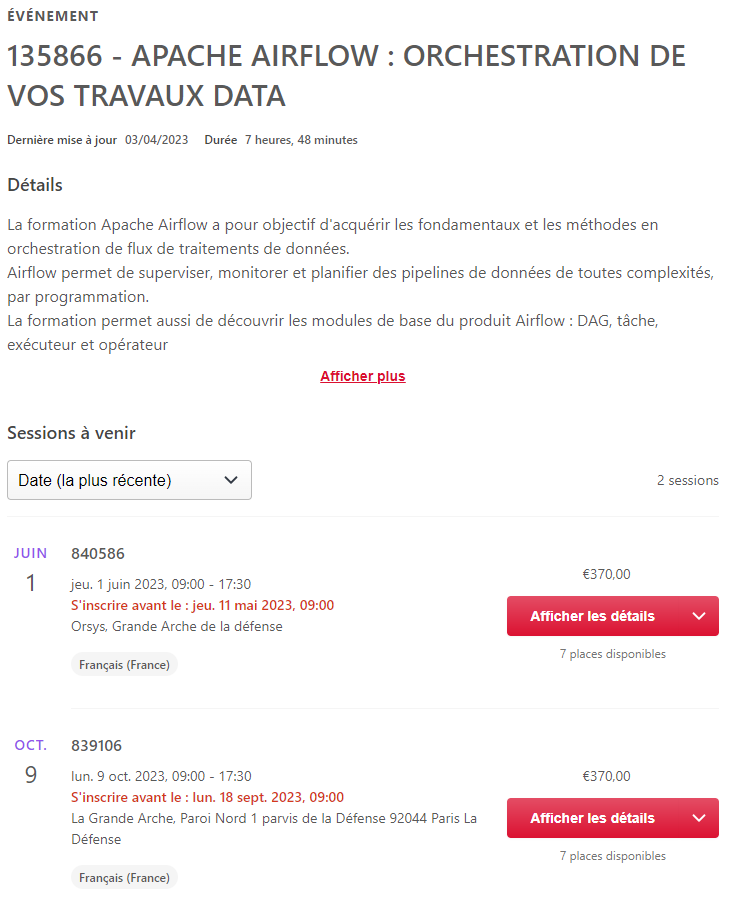 ÉVÉNEMENT
135866 - APACHE AIRFLOW : ORCHESTRATION DE
VOS TRAVAUX DATA
Dernière mise à jour 03/04/2023 Durée 7 heures, 48 minutes
Détails
La formation Apache Airflow a pour objectif d'acquérir les fondamentaux et les méthodes en
orchestration de flux de traitements de données.
Airflow permet de superviser, monitorer et planifier des pipelines de données de toutes complexités,
par programmation.
La formation permet aussi de découvrir les modules de base du produit Airflow : DAG, tâche,
exécuteur et opérateur
Afficher plus
Sessions à venir
Date (la plus récente)
2 sessions
JUIN
1
840586
jeu. 1 juin 2023, 09:00 - 17:30
S'inscrire avant le : jeu. 11 mai 2023, 09:00
Orsys, Grande Arche de la défense
Français (France)
€370,00
Afficher les détails
7 places disponibles
OCT.
9
839106
lun. 9 oct. 2023, 09:00 - 17:30
S'inscrire avant le : lun. 18 sept. 2023, 09:00
La Grande Arche, Paroi Nord 1 parvis de la Défense 92044 Paris La
Défense
Français (France)
€370,00
Afficher les détails
7 places disponibles